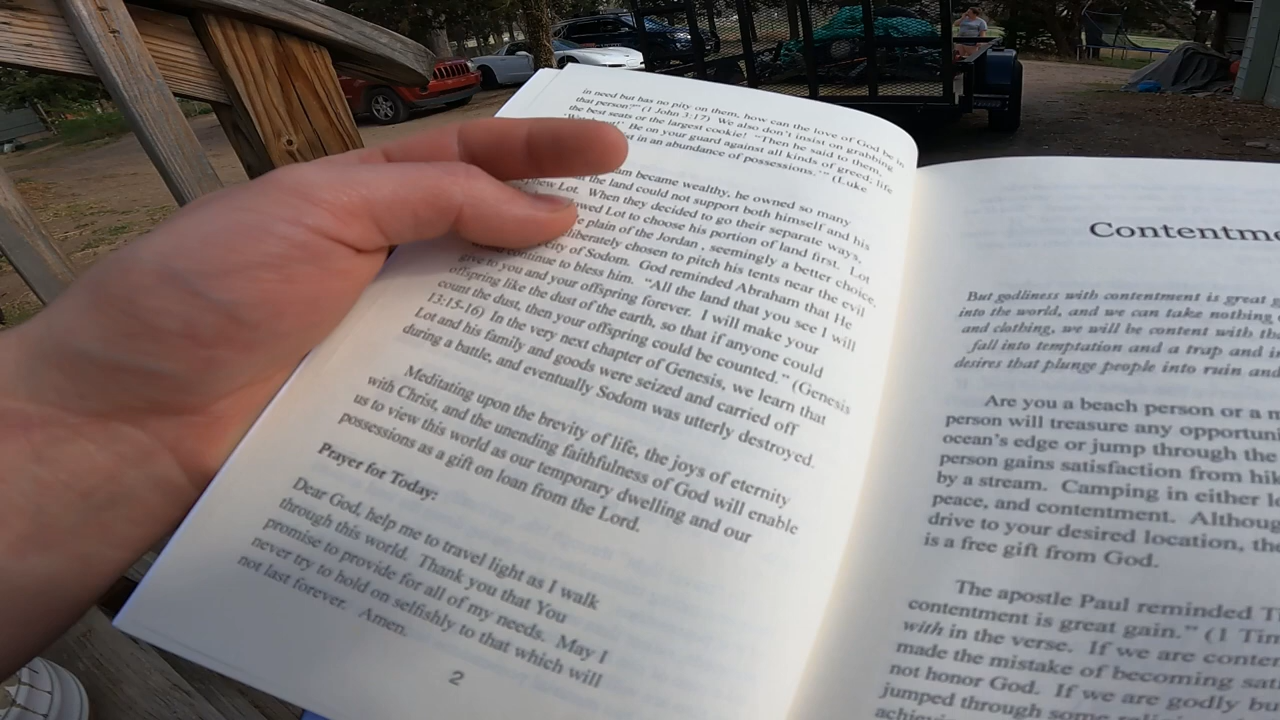 in need but has no pity on them, how can the love of God be in
that person?" (1 John 3:17) We also don't insist on grabbing
the best seats or the largest cookie! "Then he said to them,
Be on your guard against all kinds of greed; life
in an abundance of possessions.'" (Luke
became wealthy, he owned so many
the land could not support both himself and his
Lot. When they decided to go their separate ways,
Lot to choose his portion of land first. Lot
plain of the Jordan, seemingly a better choice.
deliberately chosen to pitch his tents near the evil
city of Sodom. God reminded Abraham that He
continue to bless him. "All the land that you see I will
give to you and your offspring forever. I will make your
offspring like the dust of the earth, so that if anyone could
count the dust, then your offspring could be counted." (Genesis
13:15-16) In the very next chapter of Genesis, we learn that
Lot and his family and goods were seized and carried off
during a battle, and eventually Sodom was utterly destroyed.
Meditating upon the brevity of life, the joys of eternity
with Christ, and the unending faithfulness of God will enable
us to view this world as our temporary dwelling and our
possessions as a gift on loan from the Lord.
Prayer for Today:
Dear God, help me to travel light as I walk
through this world. Thank you that You
promise to provide for all of my needs. May I
never try to hold on selfishly to that which will
not last forever. Amen.
2
Contentme
But godliness with contentment is great
into the world, and we can take nothing
and clothing, we will be content with
fall into temptation and a trap and
desires that plunge people into ruin and
Are you a beach person or a
person will treasure any
ocean's edge or jump through the
person gains satisfaction from
by a stream. Camping in either
peace, and contentment.
drive to your desired location,
is a free gift from God.
The apostle Paul reminded
contentment is great gain." (1
with in the verse. If we are
made the mistake of becoming
not honor God. If we are godly
jumped through some